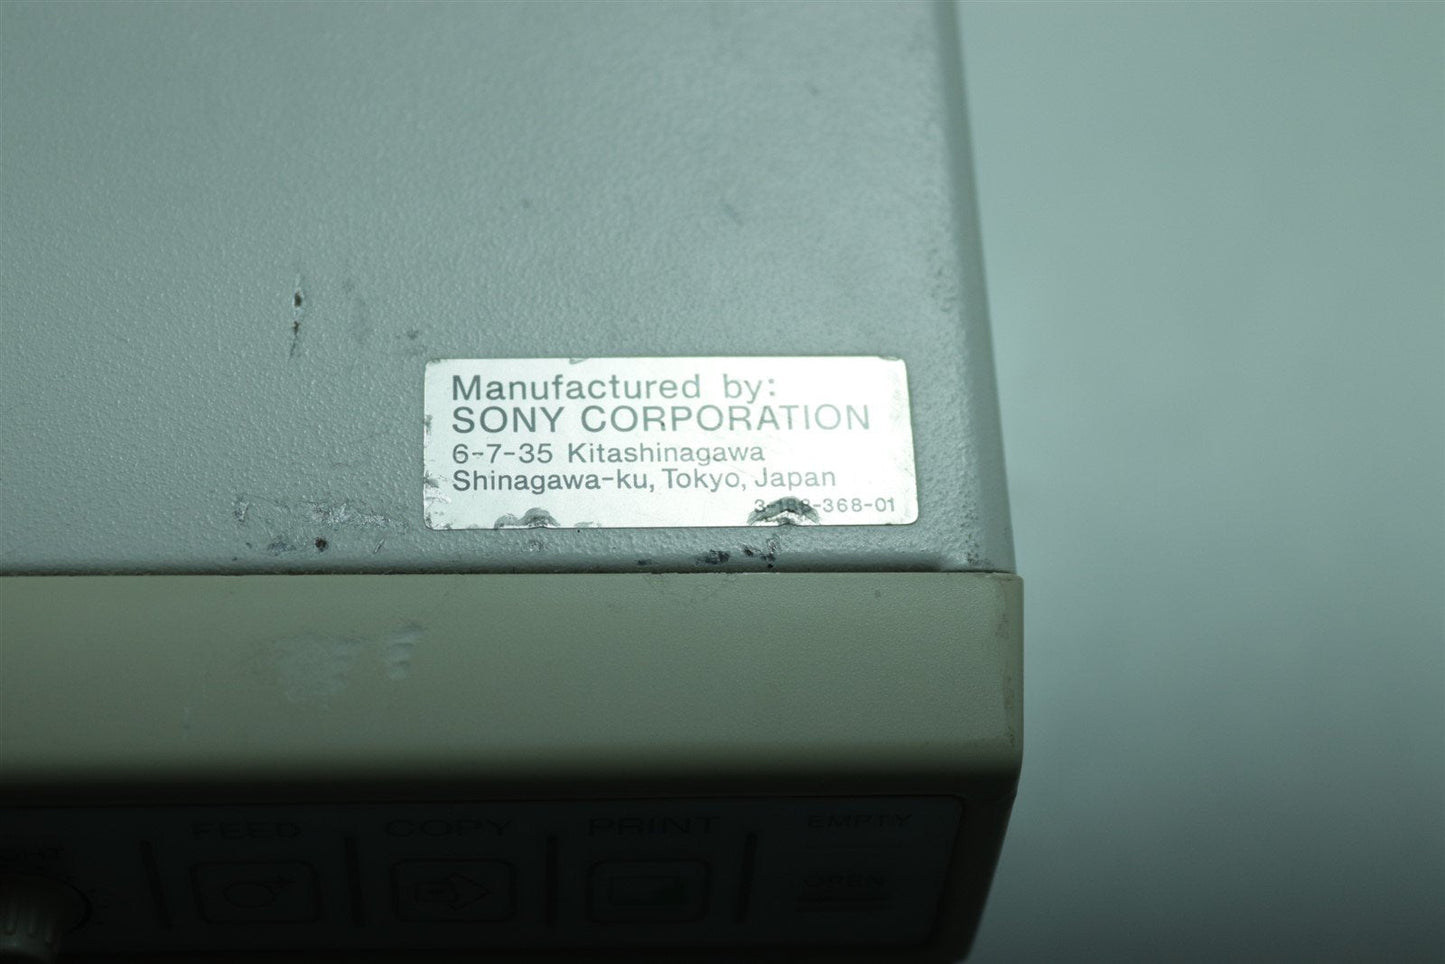 Manufactured by:
SONY CORPORATION
6-7-35 Kitashinagawa
Shinagawa-ku, Tokyo, Japan
FEED
COPY
PRINT
EMPTY
OPEN